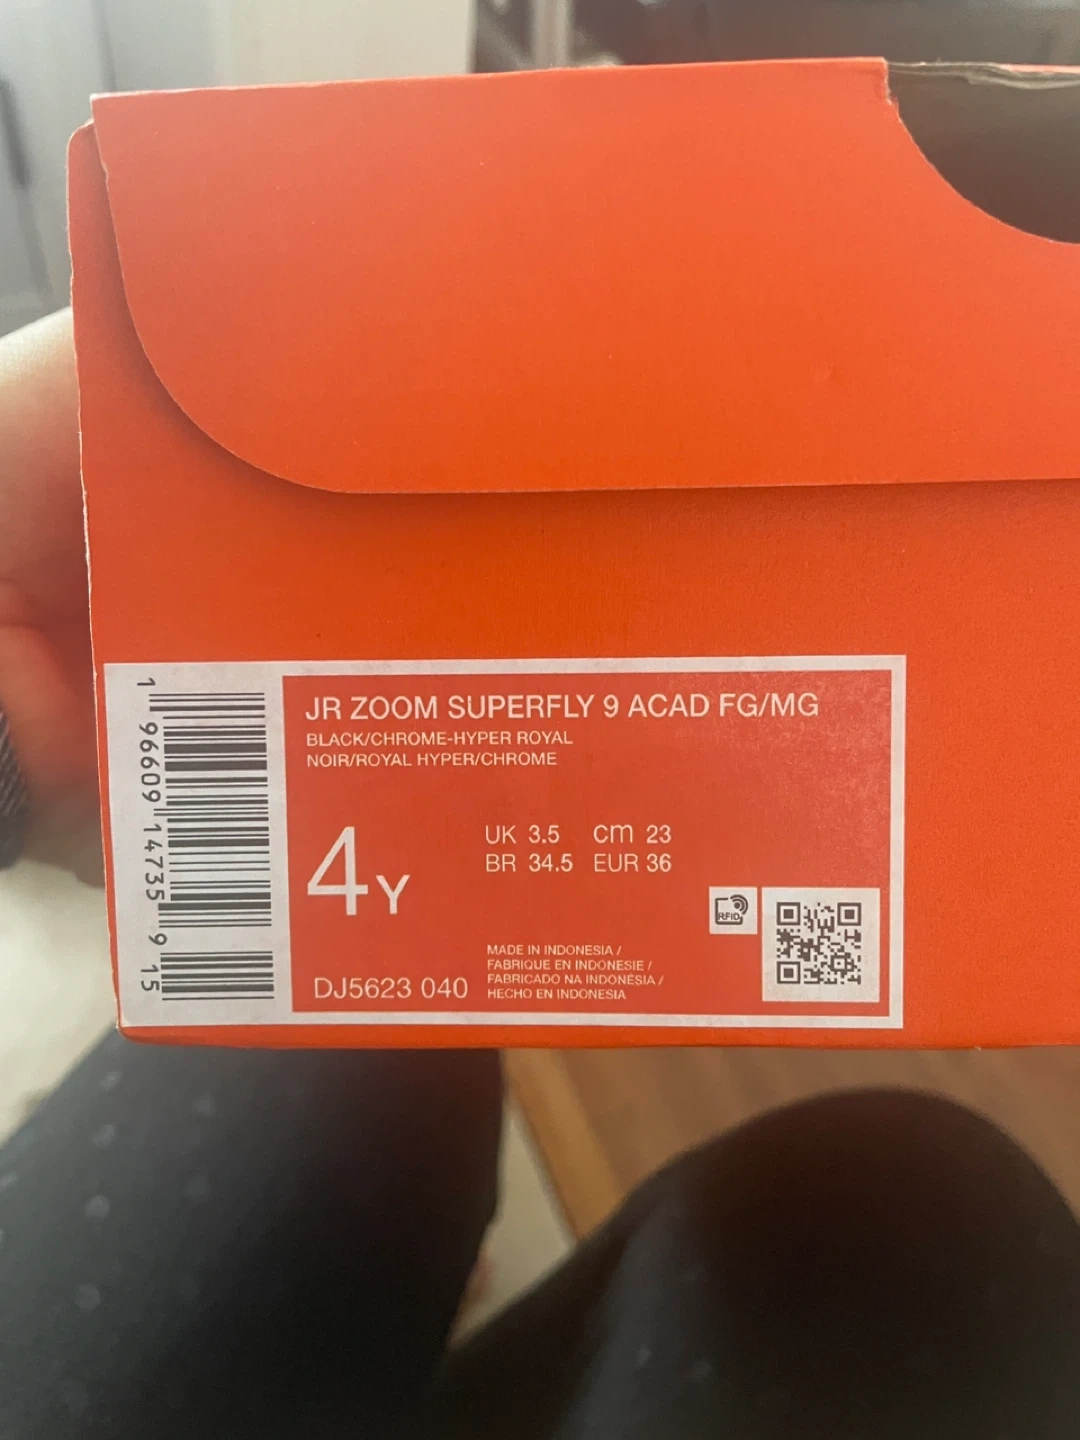 1 96609 14735 9 15
JR ZOOM SUPERFLY 9 ACAD FG/MG
BLACK/CHROME-HYPER ROYAL
NOIR/ROYAL HYPER/CHROME
4Y
UK 3.5 cm 23
BR 34.5 EUR 36
RFID
MADE IN INDONESIA /
FABRIQUE EN INDONESIE /
FABRICADO NA INDONÉSIA /
HECHO EN INDONESIA
DJ5623 040